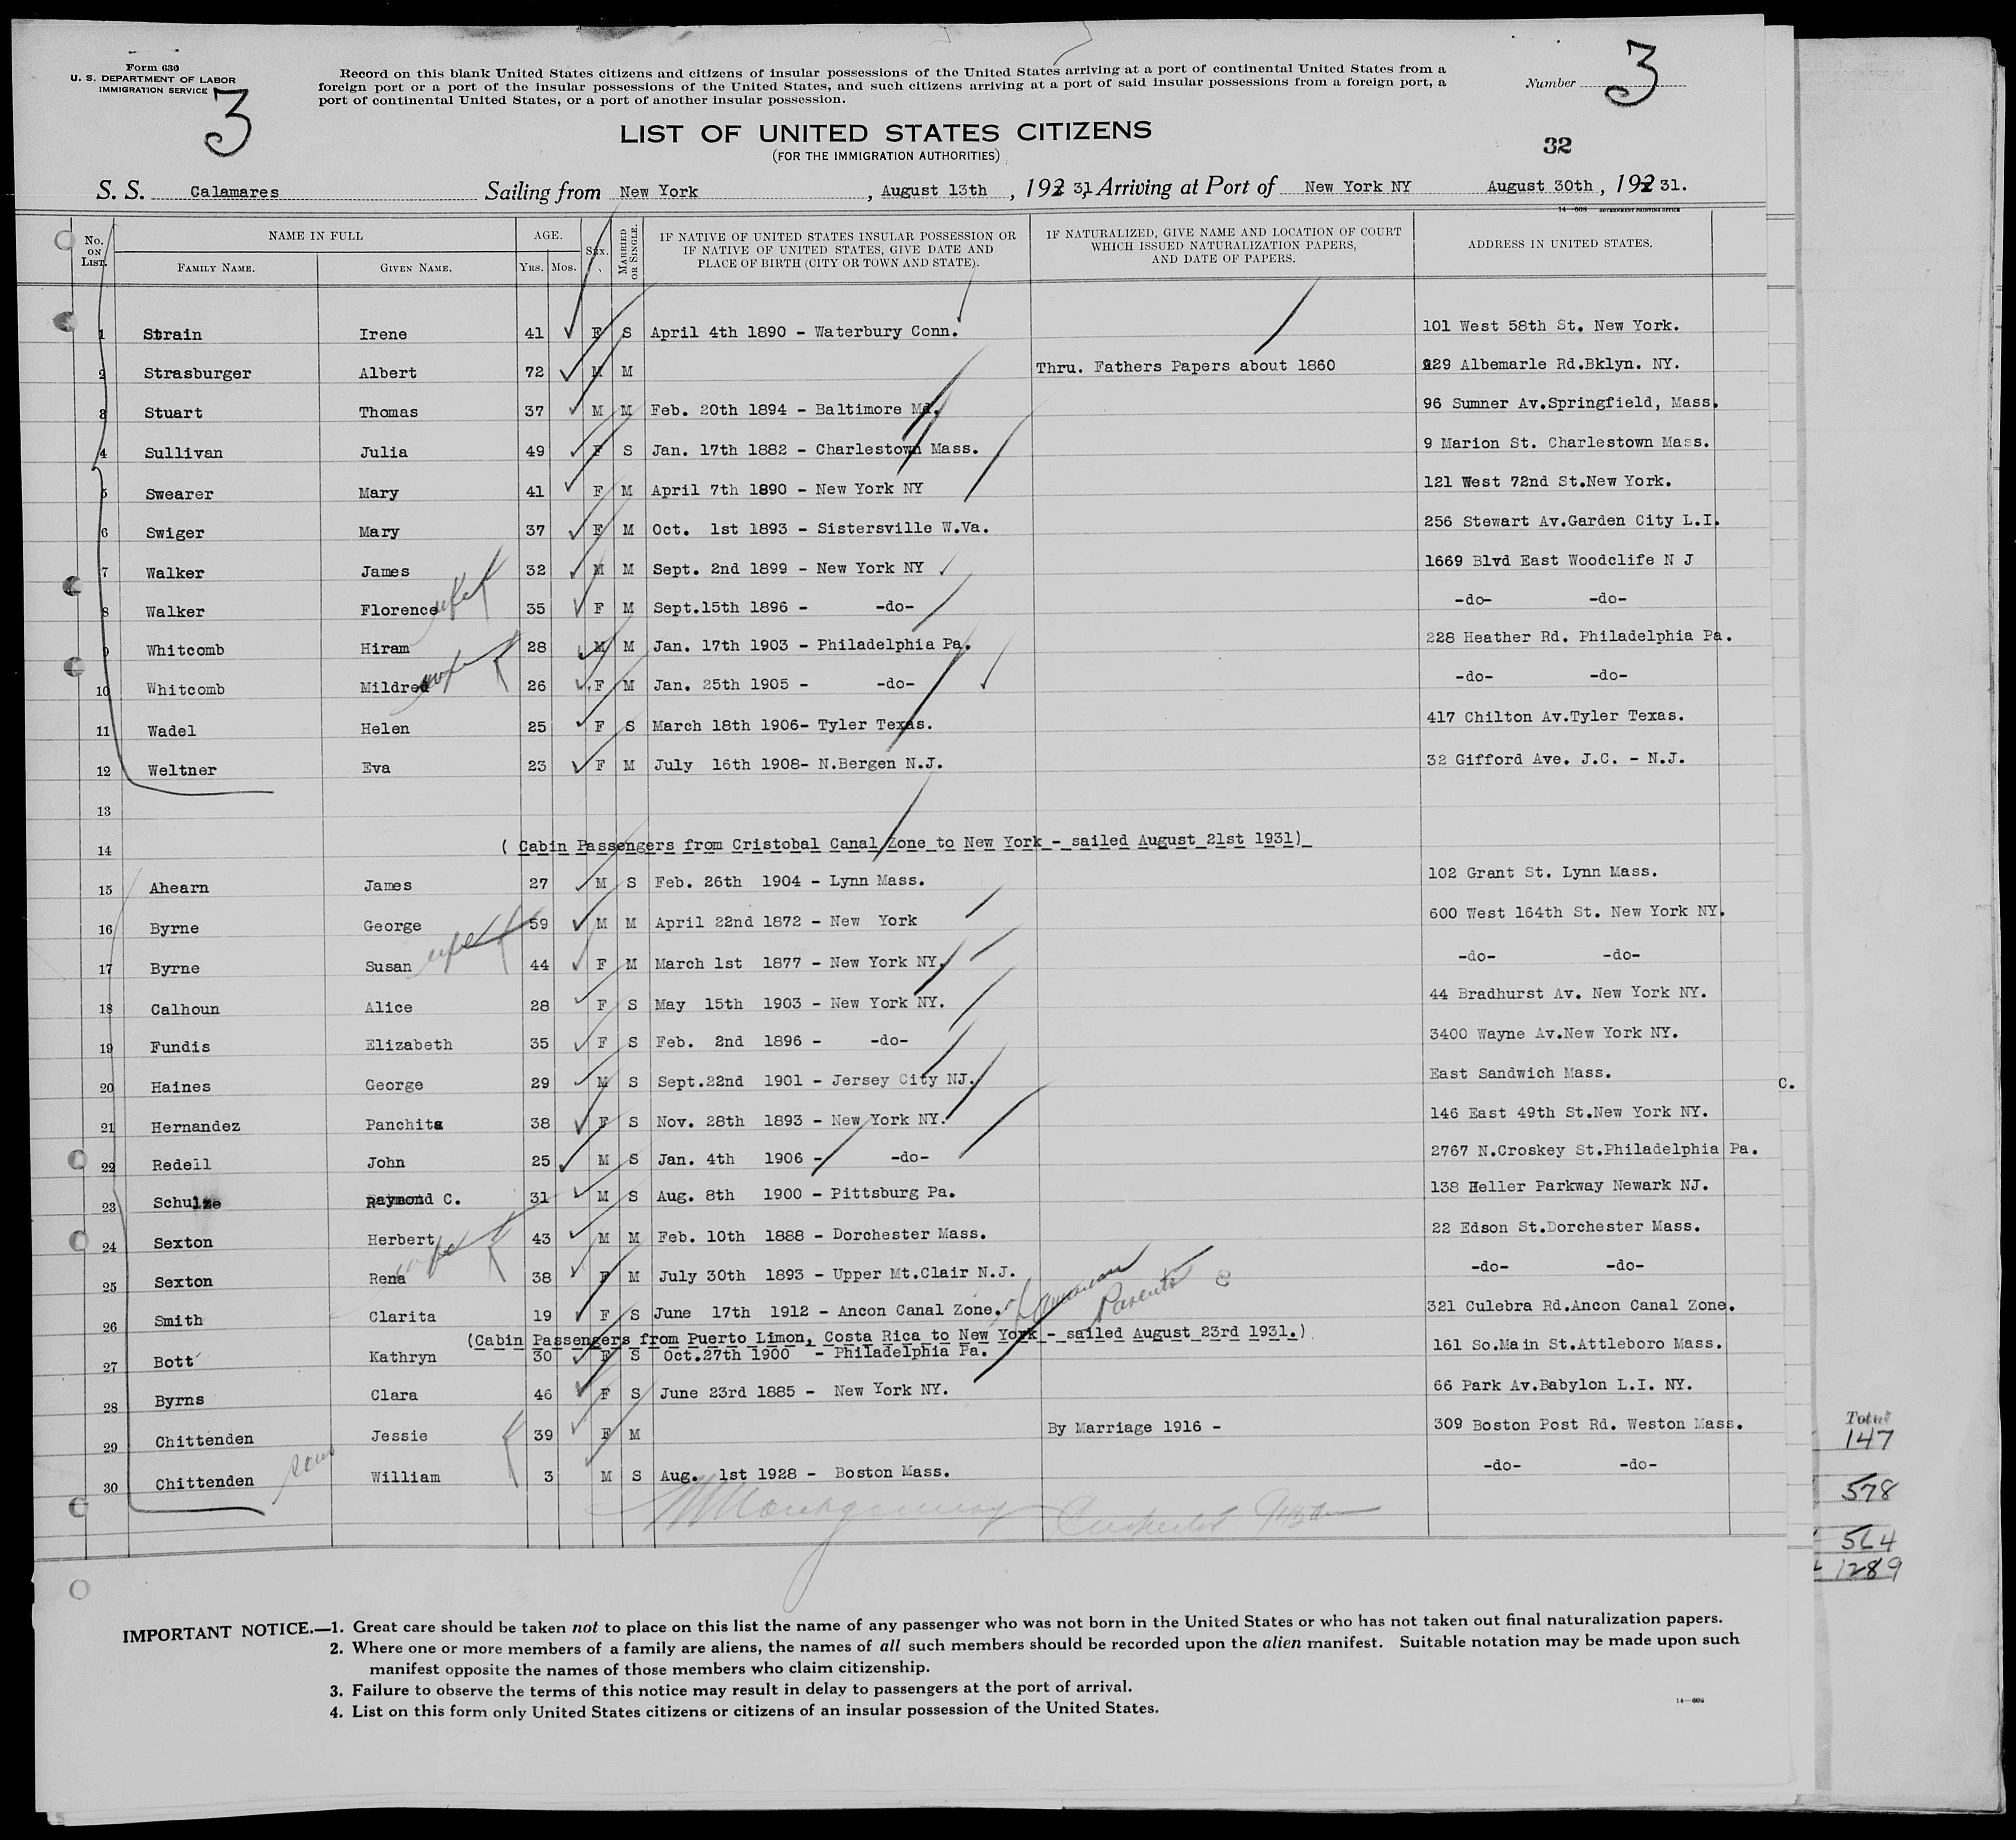 Form 630
U. S. DEPARTMENT OF LABOR
IMMIGRATION SERVICE
3
Record on this blank United States citizens and citizens of insular possessions of the United States arriving at a port of continental United States from a
foreign port or a port of the insular possessions of the United States, and such citizens arriving at a port of said insular possessions from a foreign port, a
port of continental United States, or a port of another insular possession.
Number 3
LIST OF UNITED STATES CITIZENS
(FOR THE IMMIGRATION AUTHORITIES)
32
S. S. Calamares Sailing from New York, August 13th, 192 31, Arriving at Port of New York NY August 30th, 192 31.
14—608 GOVERNMENT PRINTING OFFICE
No. ON LIST. NAME IN FULL AGE. Sex. MARRIED OR SINGLE. IF NATIVE OF UNITED STATES INSULAR POSSESSION OR IF NATIVE OF UNITED STATES, GIVE DATE AND PLACE OF BIRTH (CITY OR TOWN AND STATE). IF NATURALIZED, GIVE NAME AND LOCATION OF COURT WHICH ISSUED NATURALIZATION PAPERS, AND DATE OF PAPERS. ADDRESS IN UNITED STATES.
FAMILY NAME. GIVEN NAME. YRS. MOS.
1 Strain Irene 41 F S April 4th 1890 - Waterbury Conn. 101 West 58th St. New York.
2 Strasburger Albert 72 M M Thru. Fathers Papers about 1860 929 Albemarle Rd.Bklyn. NY.
3 Stuart Thomas 37 M M Feb. 20th 1894 - Baltimore Md. 96 Sumner Av.Springfield, Mass.
4 Sullivan Julia 49 F S Jan. 17th 1882 - Charlestown Mass. 9 Marion St. Charlestown Mass.
5 Swearer Mary 41 F M April 7th 1890 - New York NY 121 West 72nd St.New York.
6 Swiger Mary 37 F M Oct. 1st 1893 - Sistersville W.Va. 256 Stewart Av.Garden City L.I.
7 Walker James 32 M M Sept. 2nd 1899 - New York NY 1669 Blvd East Woodclife N J
8 Walker Florence wife 35 F M Sept.15th 1896 - -do- -do- -do-
9 Whitcomb Hiram 28 M M Jan. 17th 1903 - Philadelphia Pa. 228 Heather Rd. Philadelphia Pa.
10 Whitcomb Mildred wife 26 F M Jan. 25th 1905 - -do- -do- -do-
11 Wadel Helen 25 F S March 18th 1906- Tyler Texas. 417 Chilton Av.Tyler Texas.
12 Weltner Eva 23 F M July 16th 1908- N.Bergen N.J. 32 Gifford Ave. J.C. - N.J.
13
14 ( Cabin Passengers from Cristobal Canal Zone to New York - sailed August 21st 1931)
15 Ahearn James 27 M S Feb. 26th 1904 - Lynn Mass. 102 Grant St. Lynn Mass.
16 Byrne George 59 M M April 22nd 1872 - New York 600 West 164th St. New York NY.
17 Byrne Susan wife 44 F M March 1st 1877 - New York NY. -do- -do-
18 Calhoun Alice 28 F S May 15th 1903 - New York NY. 44 Bradhurst Av. New York NY.
19 Fundis Elizabeth 35 F S Feb. 2nd 1896 - -do- 3400 Wayne Av.New York NY.
20 Haines George 29 M S Sept.22nd 1901 - Jersey City NJ. East Sandwich Mass.
C.
21 Hernandez Panchita 38 F S Nov. 28th 1893 - New York NY. 146 East 49th St.New York NY.
22 Redeil John 25 M S Jan. 4th 1906 - -do- 2767 N.Croskey St.Philadelphia Pa.
23 Schulze Raymond C. 31 M S Aug. 8th 1900 - Pittsburg Pa. 138 Heller Parkway Newark NJ.
24 Sexton Herbert 43 M M Feb. 10th 1888 - Dorchester Mass. 22 Edson St.Dorchester Mass.
25 Sexton Rena wife 38 F M July 30th 1893 - Upper Mt.Clair N.J. -do- -do-
26 Smith Clarita 19 F S June 17th 1912 - Ancon Canal Zone. of American Parents 321 Culebra Rd.Ancon Canal Zone.
(Cabin Passengers from Puerto Limon, Costa Rica to New York - sailed August 23rd 1931.)
27 Bott Kathryn 30 F S Oct.27th 1900 - Philadelphia Pa. 161 So.Main St.Attleboro Mass.
28 Byrns Clara 46 F S June 23rd 1885 - New York NY. 66 Park Av.Babylon L.I. NY.
29 Chittenden Jessie 39 F M By Marriage 1916 - 309 Boston Post Rd. Weston Mass.
30 Chittenden son William 3 M S Aug. 1st 1928 - Boston Mass. -do- -do-
Total
147
578
564
1289
IMPORTANT NOTICE.—1. Great care should be taken not to place on this list the name of any passenger who was not born in the United States or who has not taken out final naturalization papers.
2. Where one or more members of a family are aliens, the names of all such members should be recorded upon the alien manifest. Suitable notation may be made upon such
manifest opposite the names of those members who claim citizenship.
3. Failure to observe the terms of this notice may result in delay to passengers at the port of arrival.
4. List on this form only United States citizens or citizens of an insular possession of the United States.
14—608